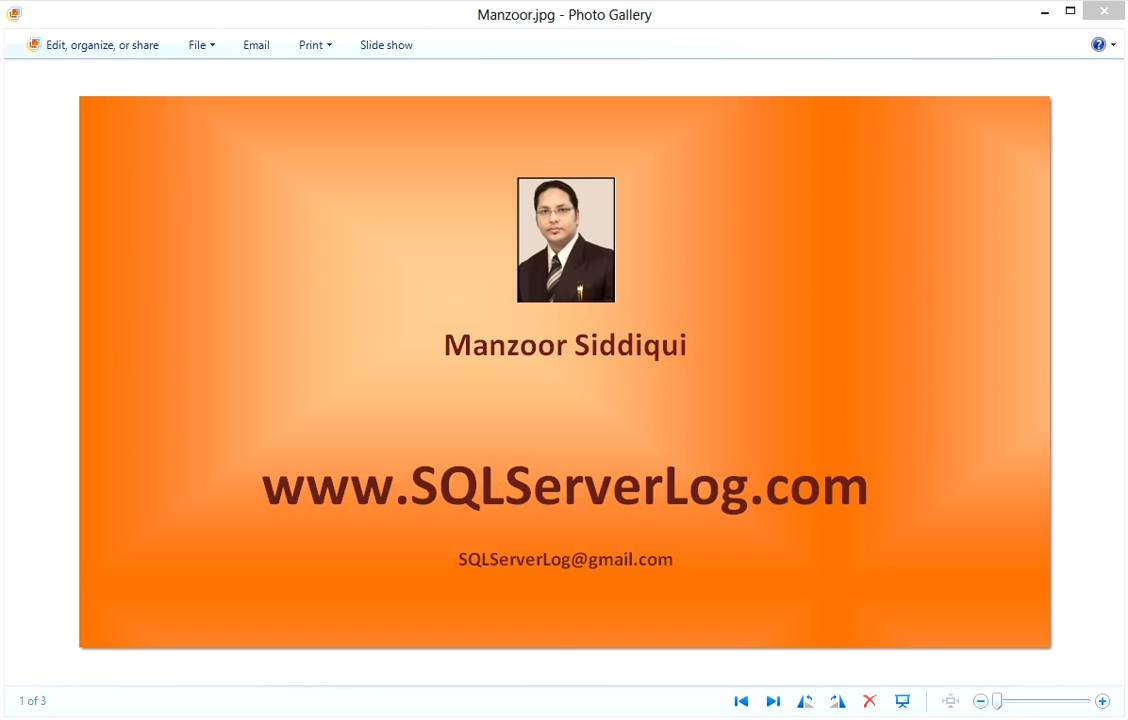 Manzoor.jpg - Photo Gallery
Edit, organize, or share File Email Print Slide show
Manzoor Siddiqui
www.SQLServerLog.com
SQLServerLog@gmail.com
1 of 3